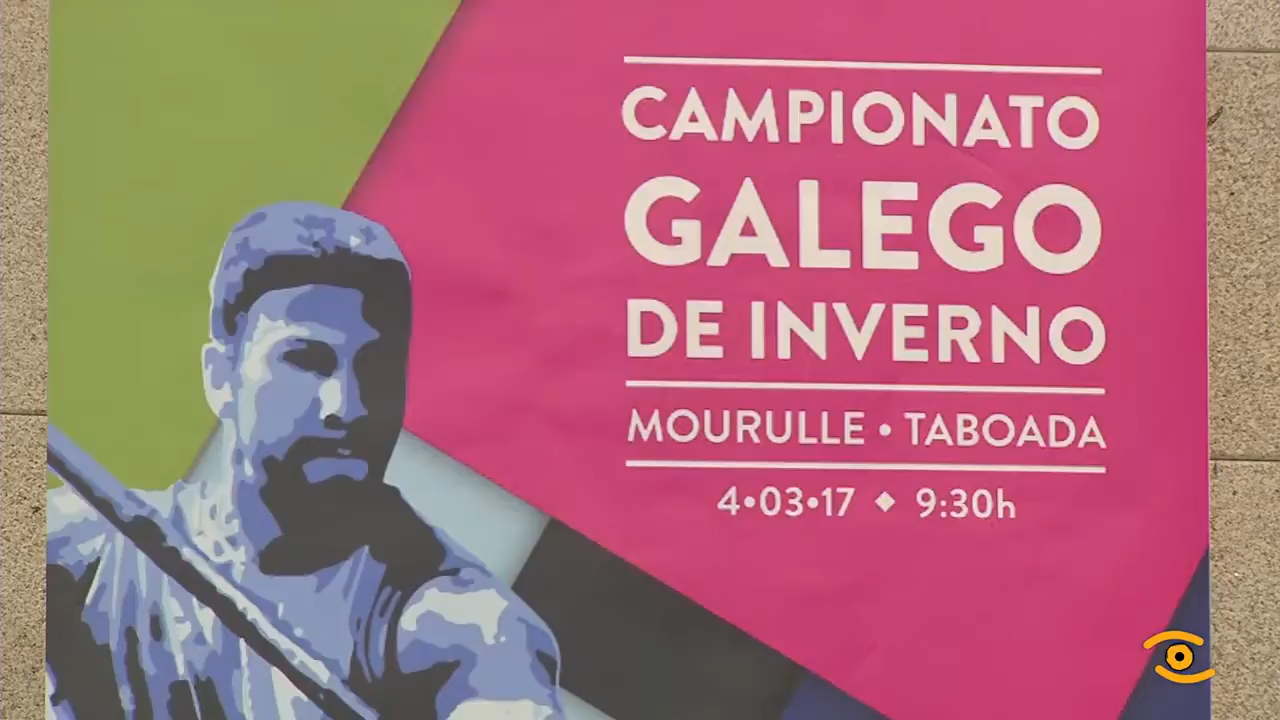 CAMPIONATO
GALEGO
DE INVERNO
MOURULLE • TABOADA
4•03•17 ◆ 9:30h